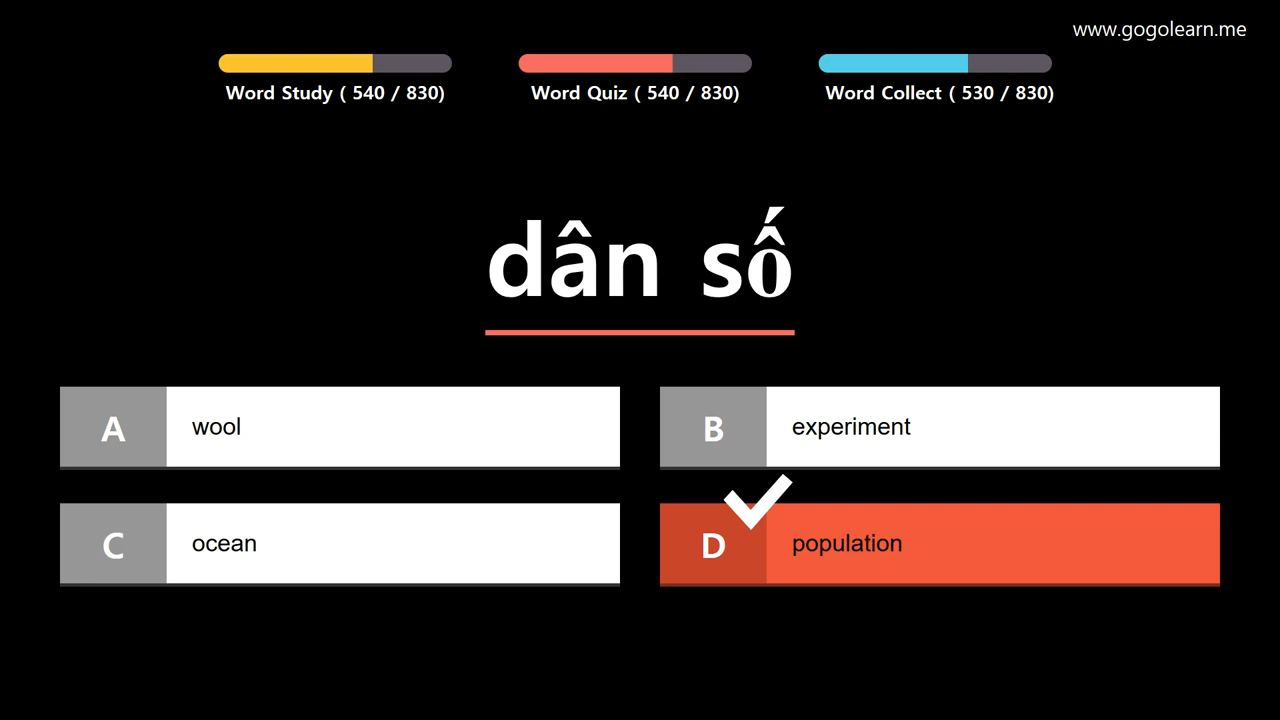 www.gogolearn.me
Word Study ( 540 / 830)
Word Quiz ( 540 / 830)
Word Collect ( 530 / 830)
dân số
A wool
B experiment
C ocean
D population